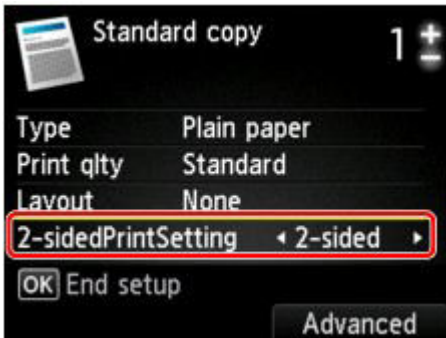 Standard copy 1 +
-
Type Plain paper
Print qlty Standard
Layout None
2-sidedPrintSetting 2-sided
OK End setup
Advanced